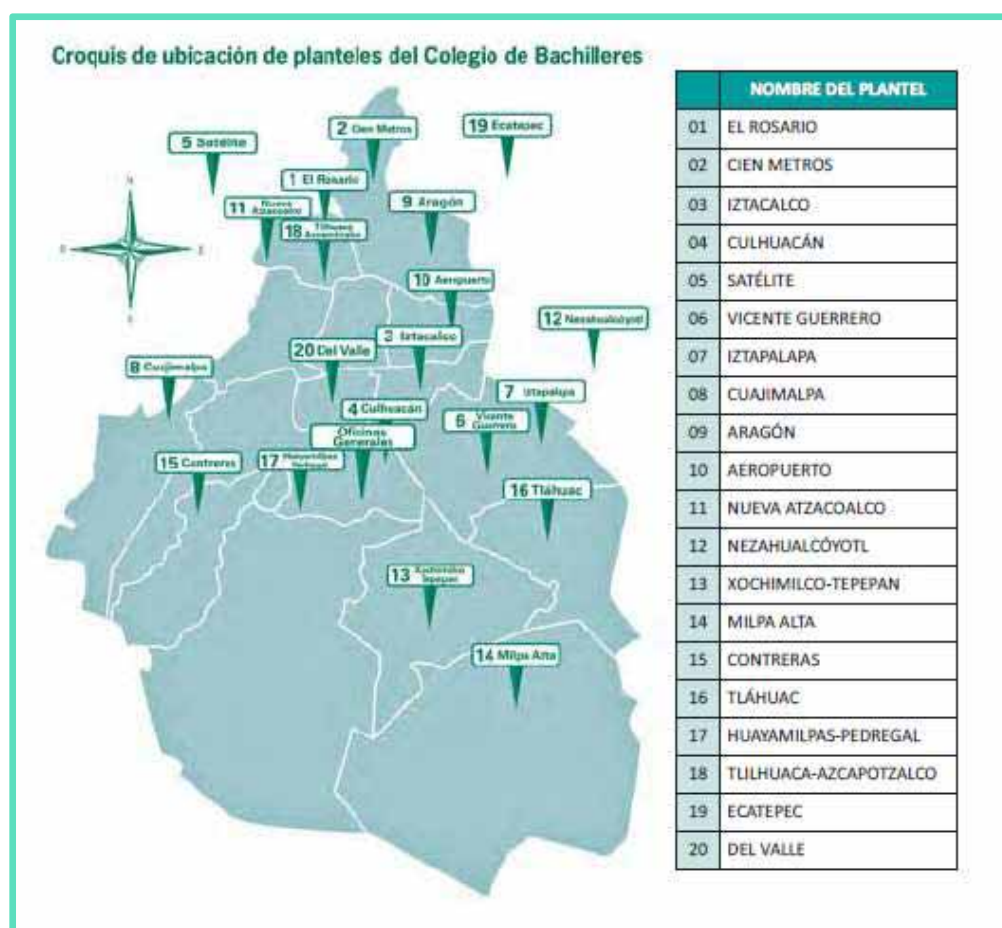 Croquis de ubicación de planteles del Colegio de Bachilleres
2 Cien Metros
19 Ecatepec
5 Satélite
1 El Rosario
11 Nueva
Atzacoalco
9 Aragón
18 Tlilhuaca
Azcapotzalco
N
O
E
S
10 Aeropuerto
12 Nezahualcóyotl
3 Iztacalco
20 Del Valle
8 Cuajimalpa
7 Iztapalapa
4 Culhuacán
6 Vicente
Guerrero
Oficinas
Generales
15 Contreras
17 Huayamilpas
Pedregal
16 Tláhuac
13 Xochimilco
Tepepan
14 Milpa Alta
NOMBRE DEL PLANTEL
01 EL ROSARIO
02 CIEN METROS
03 IZTACALCO
04 CULHUACÁN
05 SATÉLITE
06 VICENTE GUERRERO
07 IZTAPALAPA
08 CUAJIMALPA
09 ARAGÓN
10 AEROPUERTO
11 NUEVA ATZACOALCO
12 NEZAHUALCÓYOTL
13 XOCHIMILCO-TEPEPAN
14 MILPA ALTA
15 CONTRERAS
16 TLÁHUAC
17 HUAYAMILPAS-PEDREGAL
18 TLILHUACA-AZCAPOTZALCO
19 ECATEPEC
20 DEL VALLE